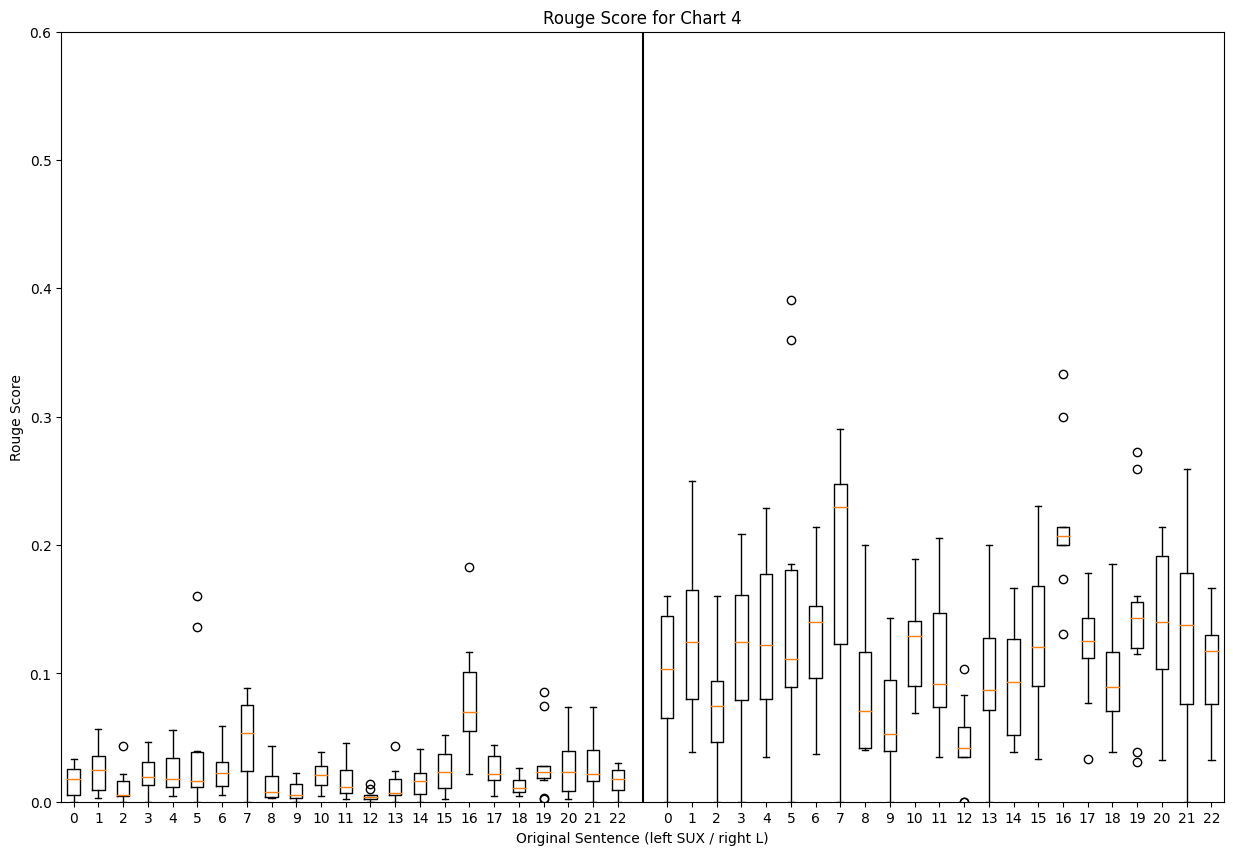 Rouge Score for Chart 4
0.6
0.5
0.4
0.3
0.2
0.1
0.0
Rouge Score
0 1 2 3 4 5 6 7 8 9 10 11 12 13 14 15 16 17 18 19 20 21 22 0 1 2 3 4 5 6 7 8 9 10 11 12 13 14 15 16 17 18 19 20 21 22
Original Sentence (left SUX / right L)